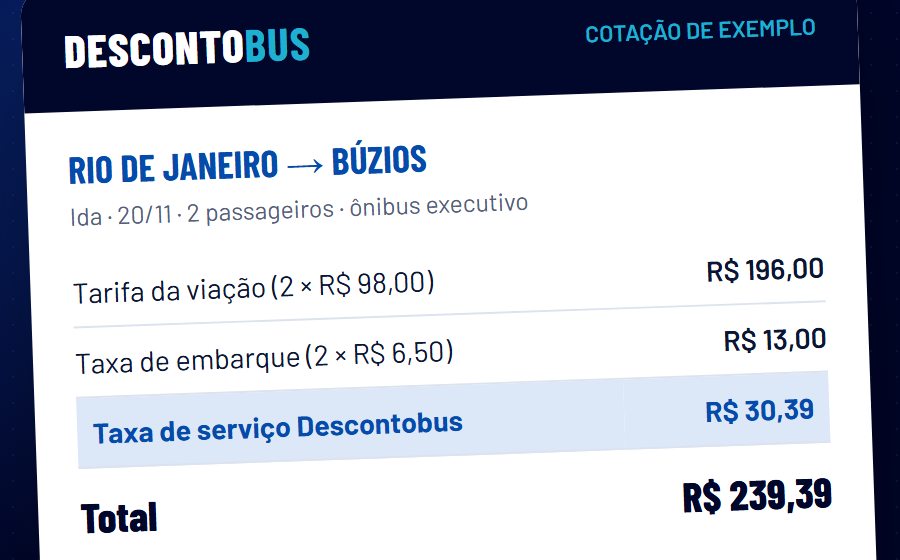 DESCONTOBUS
COTAÇÃO DE EXEMPLO
RIO DE JANEIRO → BÚZIOS
Ida · 20/11 · 2 passageiros · ônibus executivo
Tarifa da viação (2 × R$ 98,00) R$ 196,00
Taxa de embarque (2 × R$ 6,50) R$ 13,00
Taxa de serviço Descontobus R$ 30,39
Total R$ 239,39